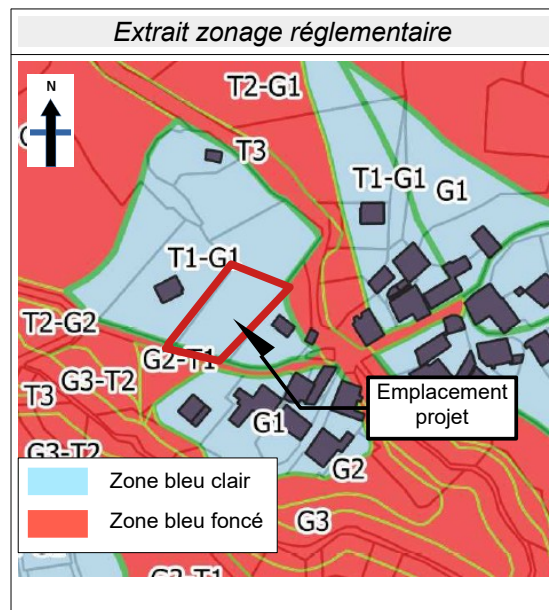 Extrait zonage réglementaire
N
T2-G1
T3
T1-G1
G1
T1-G1
T2-G2
G2-T1
G3-T2
T3
Emplacement
projet
G1
G3-T2
G2
Zone bleu clair
G3
Zone bleu foncé